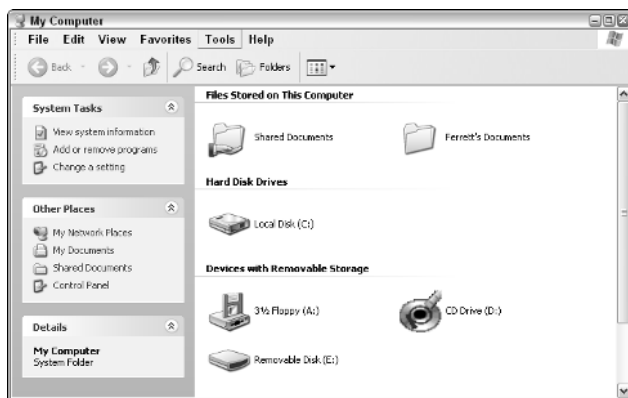 My Computer
File Edit View Favorites Tools Help
Back Search Folders
System Tasks
View system information
Add or remove programs
Change a setting
Other Places
My Network Places
My Documents
Shared Documents
Control Panel
Details
My Computer
System Folder
Files Stored on This Computer
Shared Documents Ferrett's Documents
Hard Disk Drives
Local Disk (C:)
Devices with Removable Storage
3½ Floppy (A:) CD Drive (D:)
Removable Disk (E:)